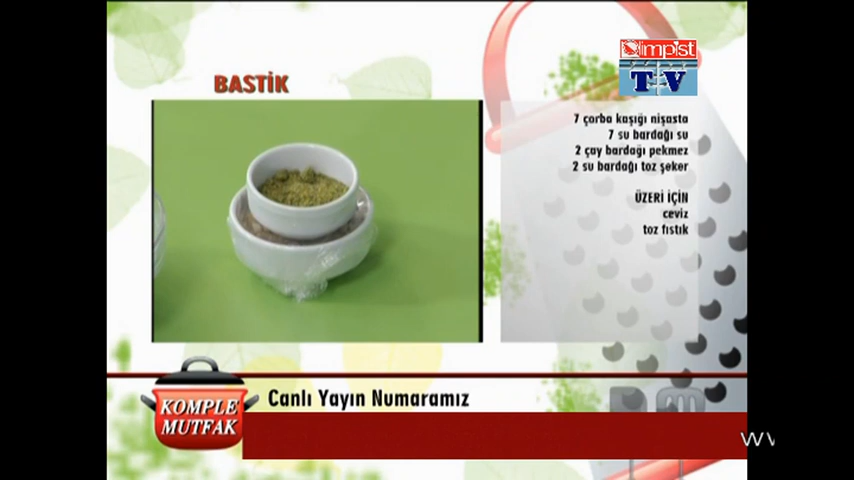 Olimpist
TV
BASTİK
7 çorba kaşığı nişasta
7 su bardağı su
2 çay bardağı pekmez
2 su bardağı toz şeker
ÜZERİ İÇİN
ceviz
toz fıstık
KOMPLE
MUTFAK
Canlı Yayın Numaramız